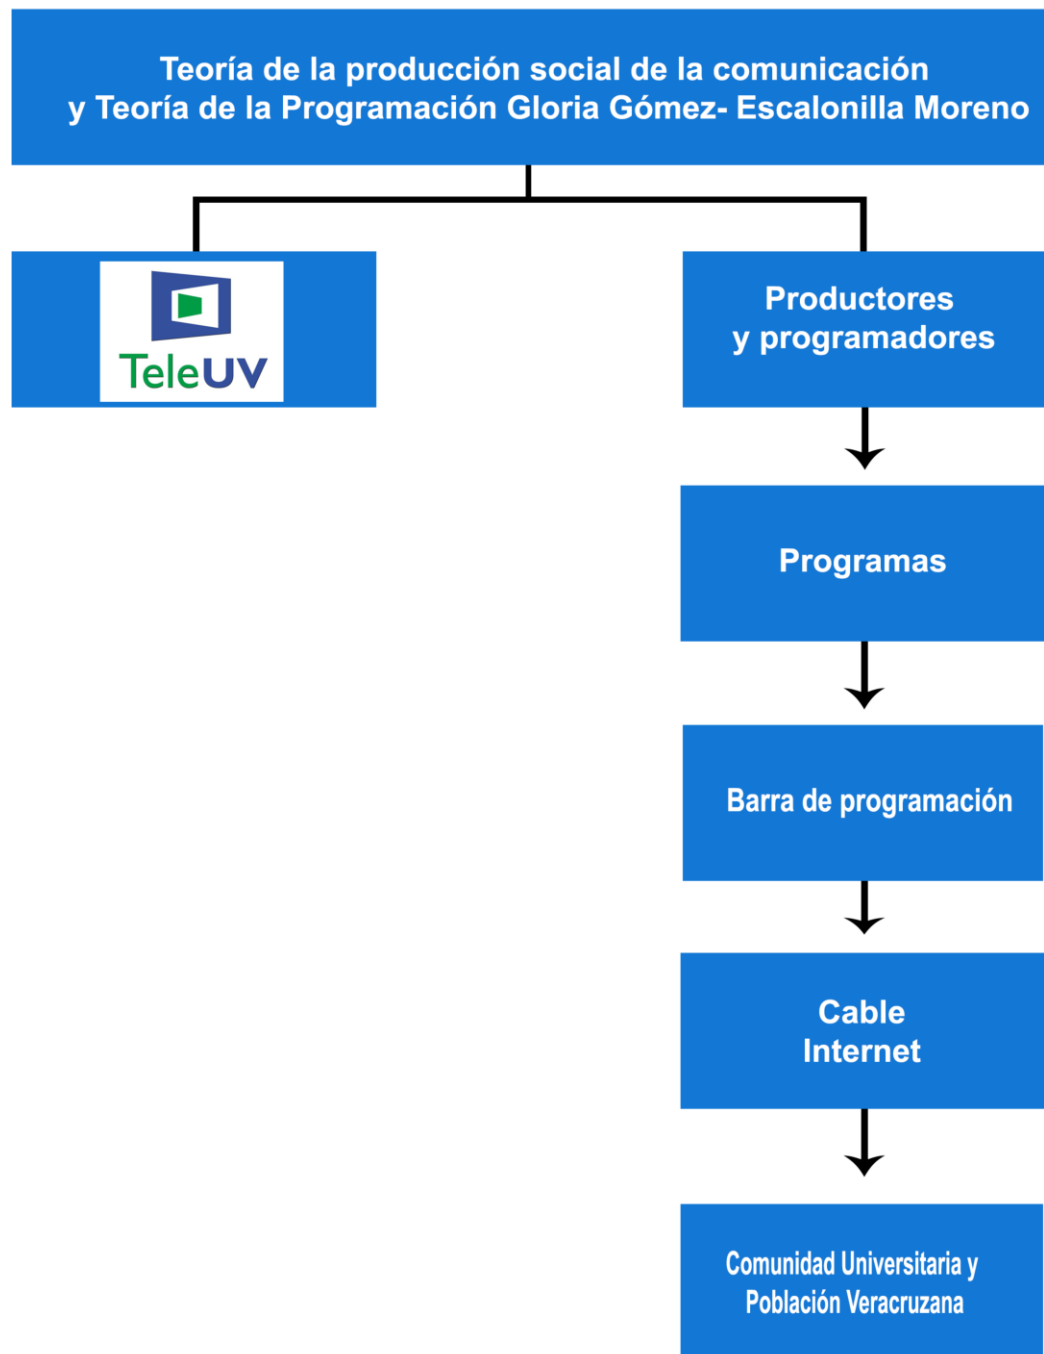 Teoría de la producción social de la comunicación
y Teoría de la Programación Gloria Gómez- Escalonilla Moreno
TeleUV
Productores
y programadores
Programas
Barra de programación
Cable
Internet
Comunidad Universitaria y
Población Veracruzana